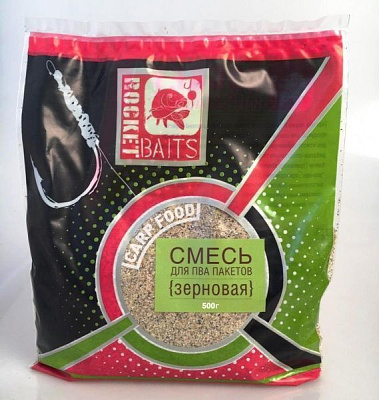 ROCKET
BAITS
CARP FOOD
СМЕСЬ
ДЛЯ ПВА ПАКЕТОВ
{зерновая}
500г